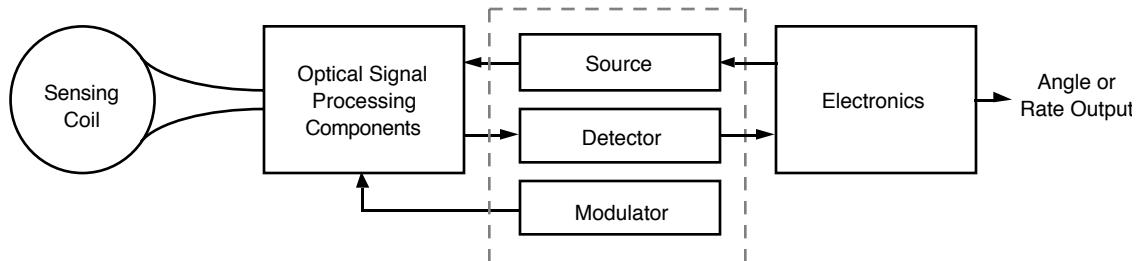 Sensing
Coil
Optical Signal
Processing
Components
Source
Detector
Modulator
Electronics
Angle or
Rate Output